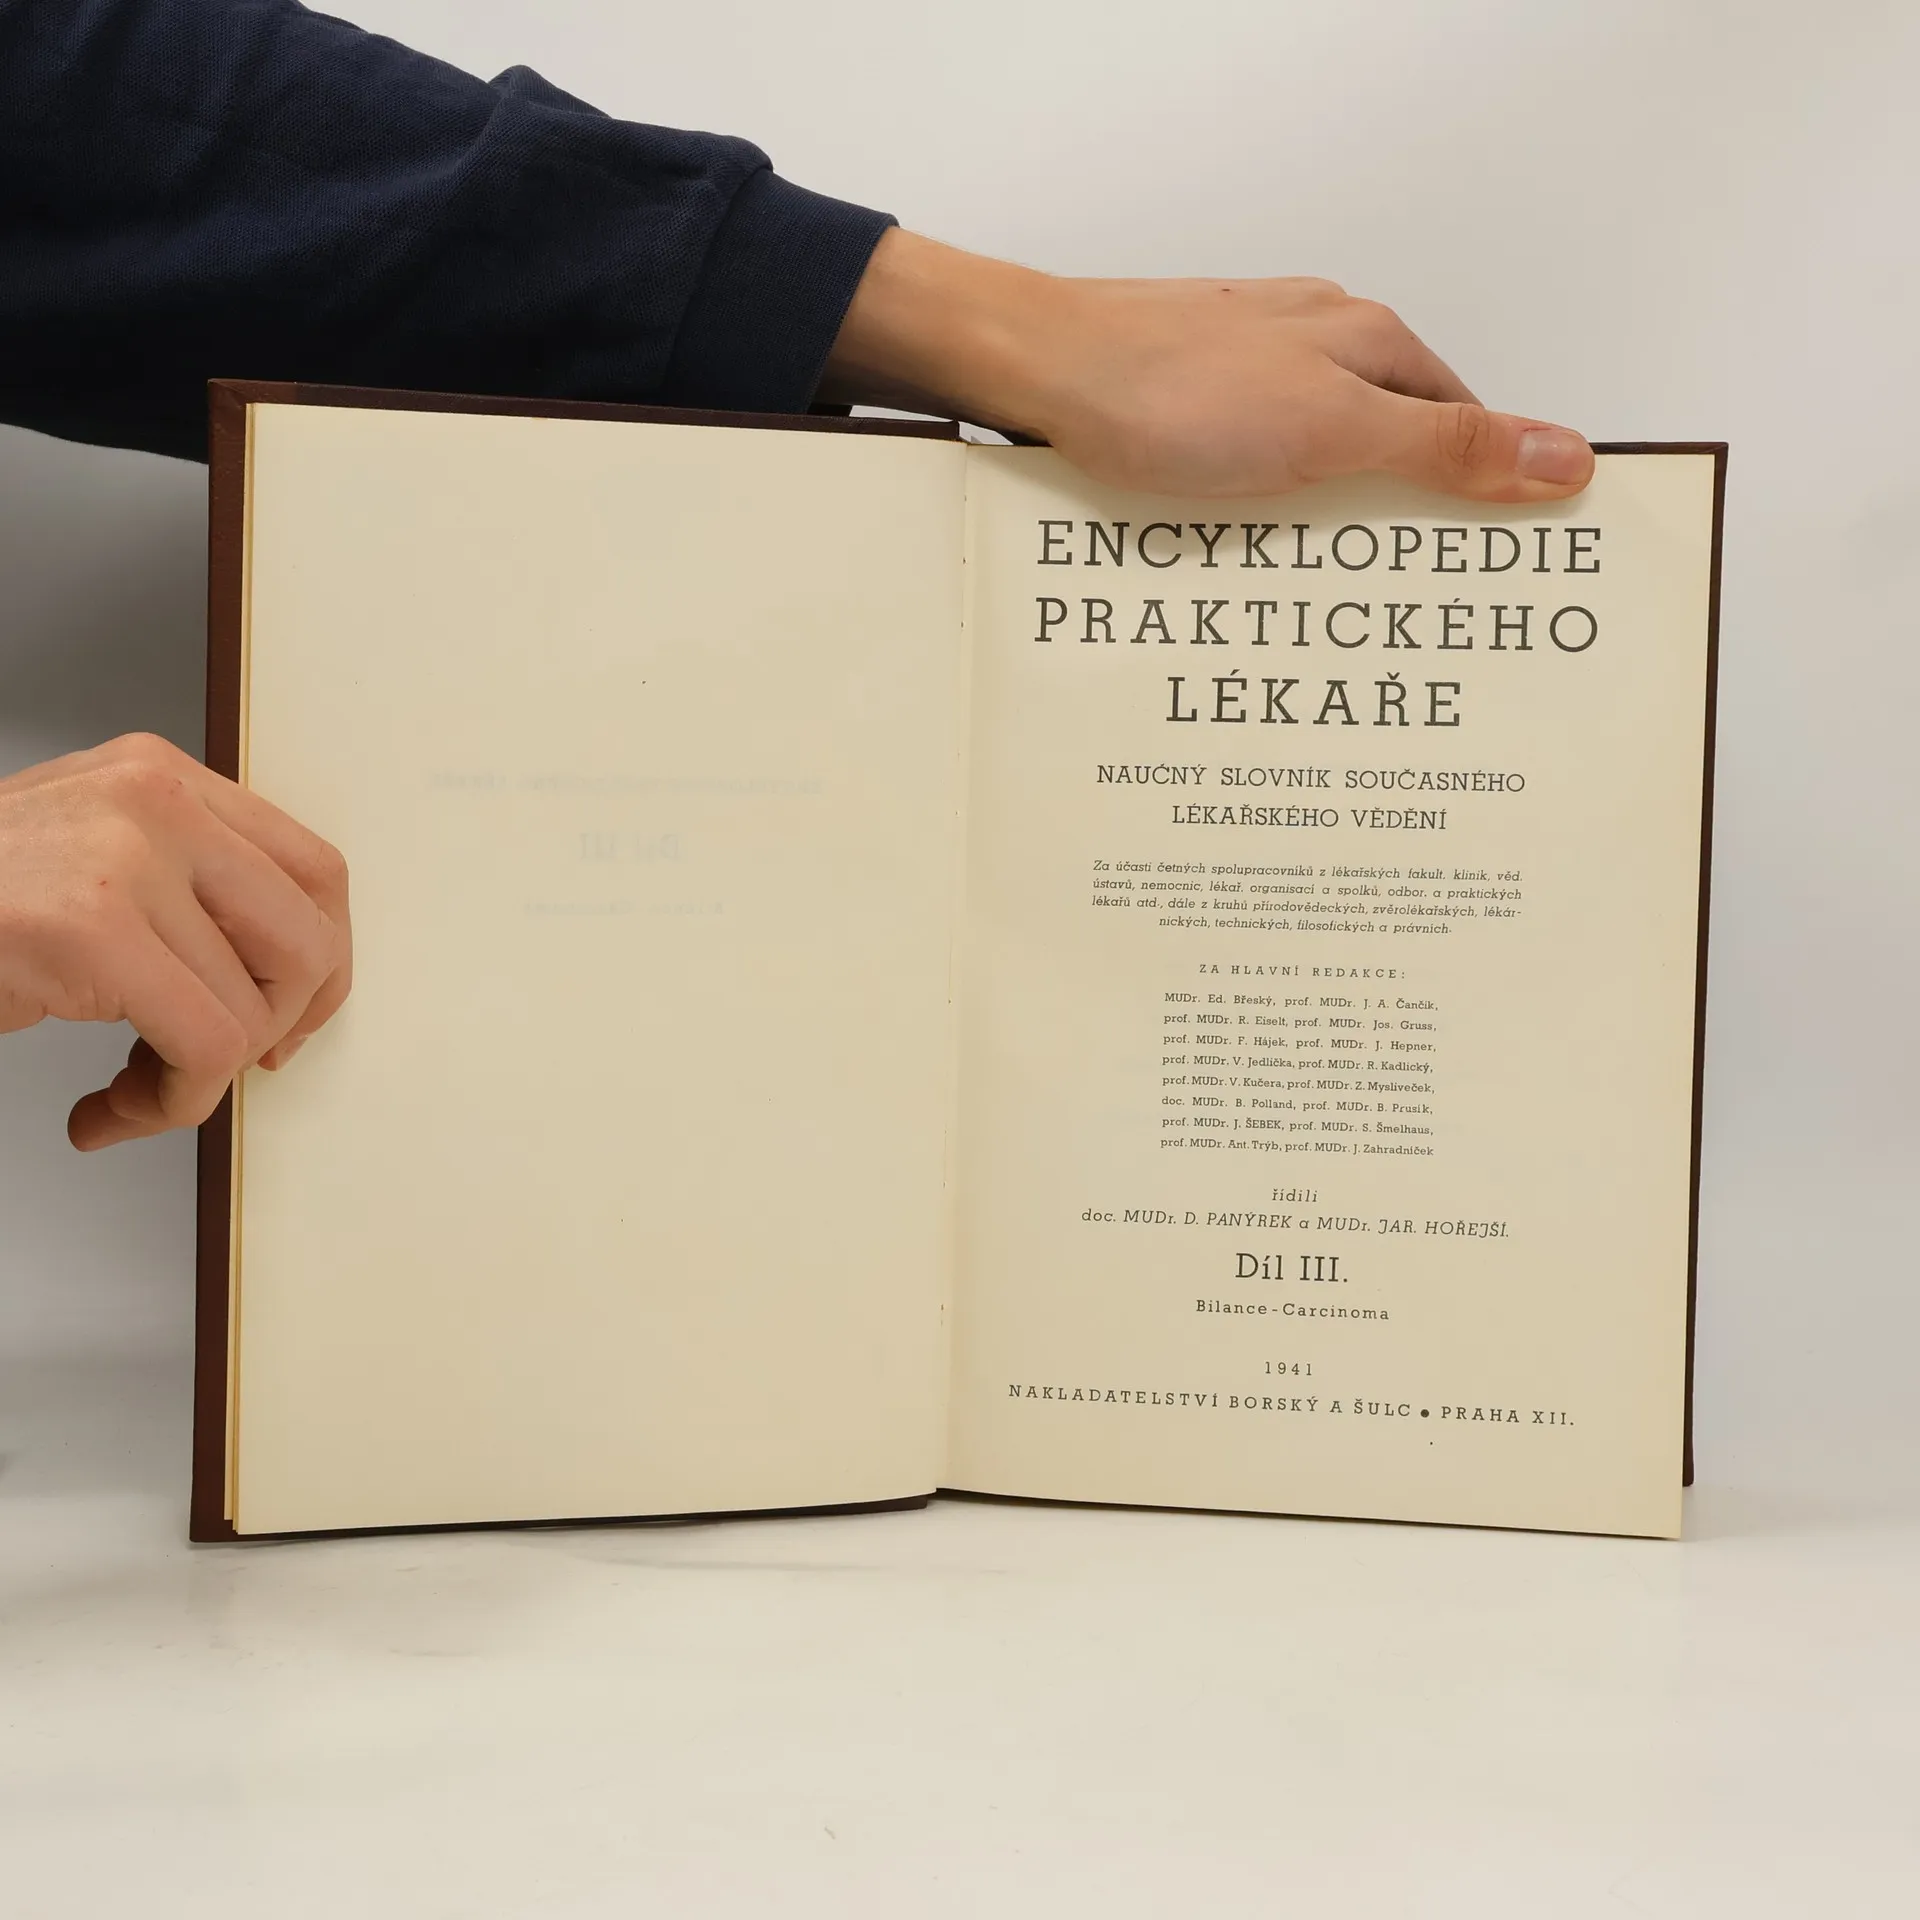 ENCYKLOPEDIE
PRAKTICKÉHO
LÉKAŘE
NAUČNÝ SLOVNÍK SOUČASNÉHO
LÉKAŘSKÉHO VĚDĚNÍ
Za účasti četných spolupracovníků z lékařských fakult, klinik, věd.
ústavů, nemocnic, lékař. organisací a spolků, odbor. a praktických
lékařů atd., dále z kruhů přírodovědeckých, zvěrolékařských, lékár-
nických, technických, filosofických a právních.
ZA HLAVNÍ REDAKCE:
MUDr. Ed. Břeský, prof. MUDr. J. A. Čančík,
prof. MUDr. R. Eiselt, prof. MUDr. Jos. Gruss,
prof. MUDr. F. Hájek, prof. MUDr. J. Hepner,
prof. MUDr. V. Jedlička, prof. MUDr. R. Kadlický,
prof. MUDr. V. Kučera, prof. MUDr. Z. Mysliveček,
doc. MUDr. B. Polland, prof. MUDr. B. Prusík,
prof. MUDr. J. ŠEBEK, prof. MUDr. S. Šmelhaus,
prof. MUDr. Ant. Trýb, prof. MUDr. J. Zahradníček
řídili
doc. MUDr. D. PANÝREK a MUDr. JAR. HOŘEJŠÍ.
Díl III.
Bilance-Carcinoma
1941
NAKLADATELSTVÍ BORSKÝ A ŠULC ● PRAHA XII.